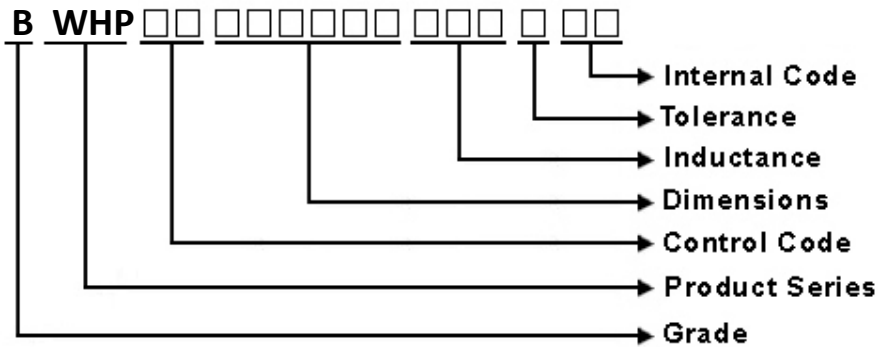 B WHP □□ □□□□□□ □□□ □ □□
Internal Code
Tolerance
Inductance
Dimensions
Control Code
Product Series
Grade